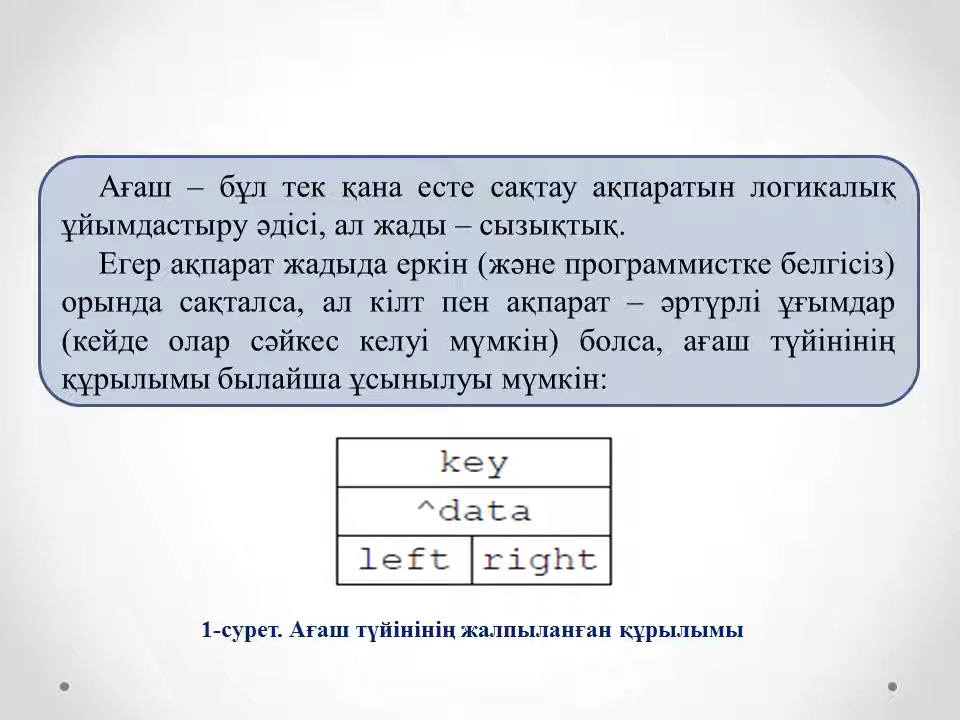 Ағаш – бұл тек қана есте сақтау ақпаратын логикалық
ұйымдастыру әдісі, ал жады – сызықтық.
Егер ақпарат жадыда еркін (және программистке белгісіз)
орында сақталса, ал кілт пен ақпарат – әртүрлі ұғымдар
(кейде олар сәйкес келуі мүмкін) болса, ағаш түйінінің
құрылымы былайша ұсынылуы мүмкін:
key
^data
left right
1-сурет. Ағаш түйінінің жалпыланған құрылымы